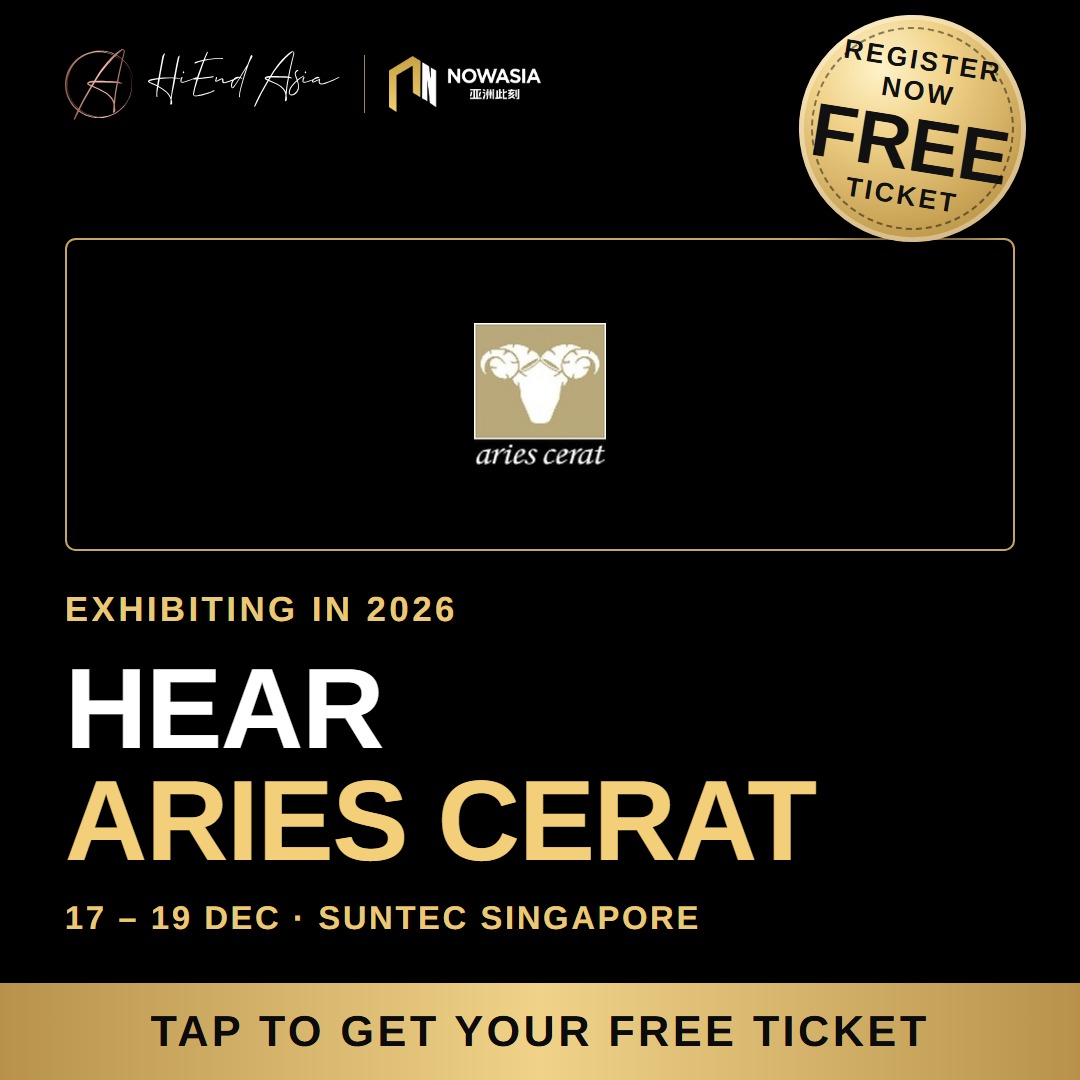 HiEnd Asia
NOWASIA
亚洲此刻
REGISTER
NOW
FREE
TICKET
aries cerat
EXHIBITING IN 2026
HEAR
ARIES CERAT
17 – 19 DEC · SUNTEC SINGAPORE
TAP TO GET YOUR FREE TICKET